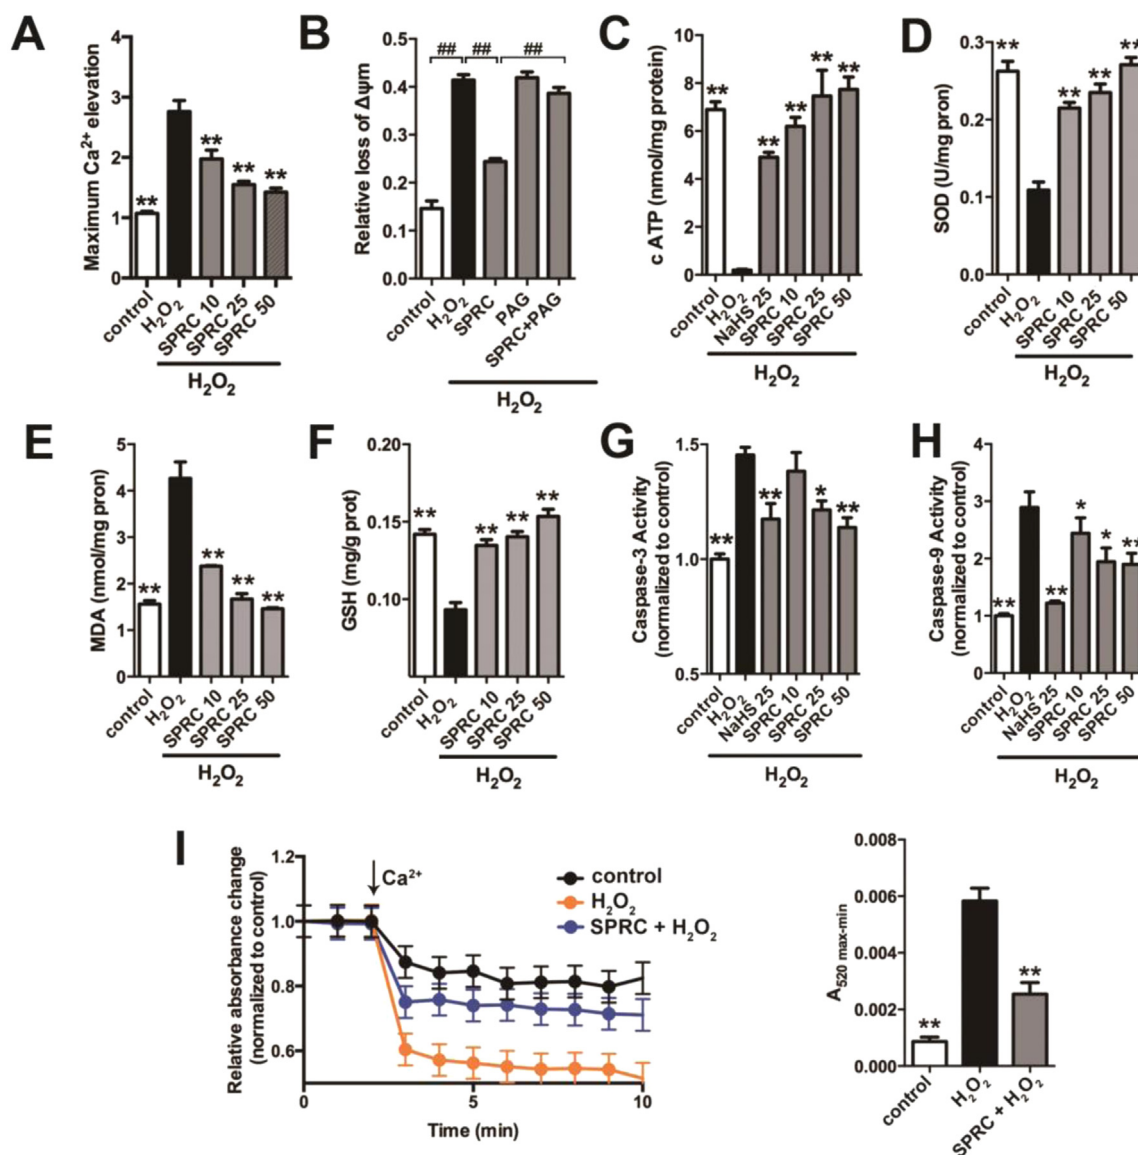 A
Maximum Ca²⁺ elevation
4
3
2
1
0
**
**
**
**
control
H₂O₂
SPRC 10
SPRC 25
SPRC 50
H₂O₂
B
Relative loss of Δψm
0.5
0.4
0.3
0.2
0.1
0.0
##
##
##
control
H₂O₂
SPRC
PAG
SPRC+PAG
H₂O₂
C
c ATP (nmol/mg protein)
10
8
6
4
2
0
**
**
**
**
**
control
H₂O₂
NaHS 25
SPRC 10
SPRC 25
SPRC 50
H₂O₂
D
SOD (U/mg pron)
0.3
0.2
0.1
0.0
**
**
**
**
control
H₂O₂
SPRC 10
SPRC 25
SPRC 50
H₂O₂
E
MDA (nmol/mg pron)
5
4
3
2
1
0
**
**
**
**
control
H₂O₂
SPRC 10
SPRC 25
SPRC 50
H₂O₂
F
GSH (mg/g prot)
0.20
0.15
0.10
**
**
**
**
control
H₂O₂
SPRC 10
SPRC 25
SPRC 50
H₂O₂
G
Caspase-3 Activity
(normalized to control)
1.5
1.0
0.5
**
**
*
**
control
H₂O₂
NaHS 25
SPRC 10
SPRC 25
SPRC 50
H₂O₂
H
Caspase-9 Activity
(normalized to control)
4
3
2
1
0
**
**
*
*
**
control
H₂O₂
NaHS 25
SPRC 10
SPRC 25
SPRC 50
H₂O₂
I
Relative absorbance change
(normalized to control)
1.2
1.0
0.8
0.6
Ca²⁺
control
H₂O₂
SPRC + H₂O₂
0
5
10
Time (min)
A₅₂₀ max-min
0.008
0.006
0.004
0.002
0.000
**
**
control
H₂O₂
SPRC + H₂O₂